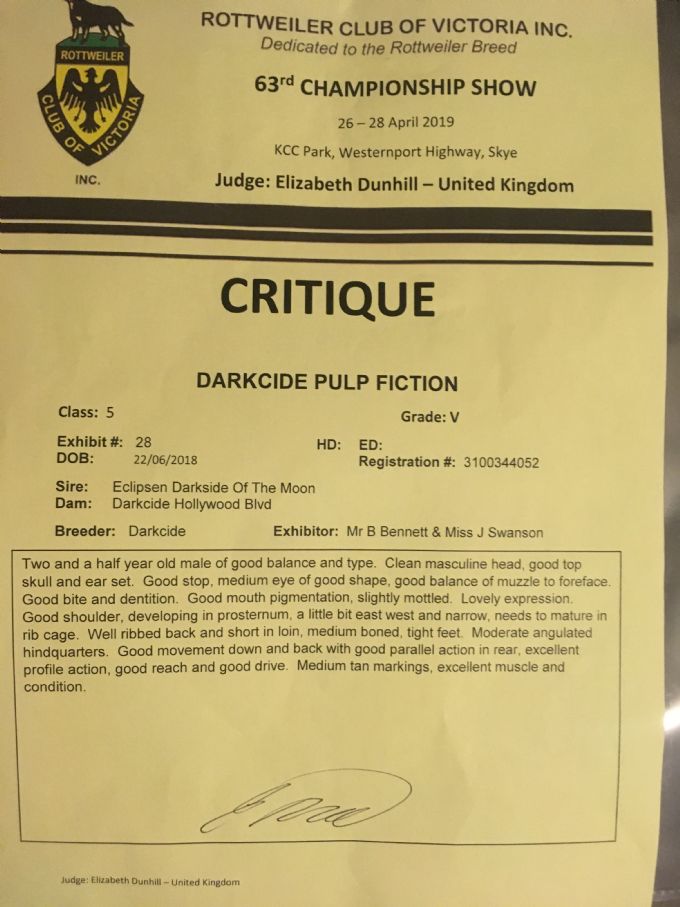 ROTTWEILER CLUB OF VICTORIA INC.
Dedicated to the Rottweiler Breed
ROTTWEILER
CLUB OF VICTORIA
INC.
63rd CHAMPIONSHIP SHOW
26 – 28 April 2019
KCC Park, Westernport Highway, Skye
Judge: Elizabeth Dunhill – United Kingdom
CRITIQUE
DARKCIDE PULP FICTION
Class: 5 Grade: V
Exhibit #: 28 HD: ED:
DOB: 22/06/2018 Registration #: 3100344052
Sire: Eclipsen Darkside Of The Moon
Dam: Darkcide Hollywood Blvd
Breeder: Darkcide Exhibitor: Mr B Bennett & Miss J Swanson
Two and a half year old male of good balance and type. Clean masculine head, good top
skull and ear set. Good stop, medium eye of good shape, good balance of muzzle to foreface.
Good bite and dentition. Good mouth pigmentation, slightly mottled. Lovely expression.
Good shoulder, developing in prosternum, a little bit east west and narrow, needs to mature in
rib cage. Well ribbed back and short in loin, medium boned, tight feet. Moderate angulated
hindquarters. Good movement down and back with good parallel action in rear, excellent
profile action, good reach and good drive. Medium tan markings, excellent muscle and
condition.
Judge: Elizabeth Dunhill – United Kingdom